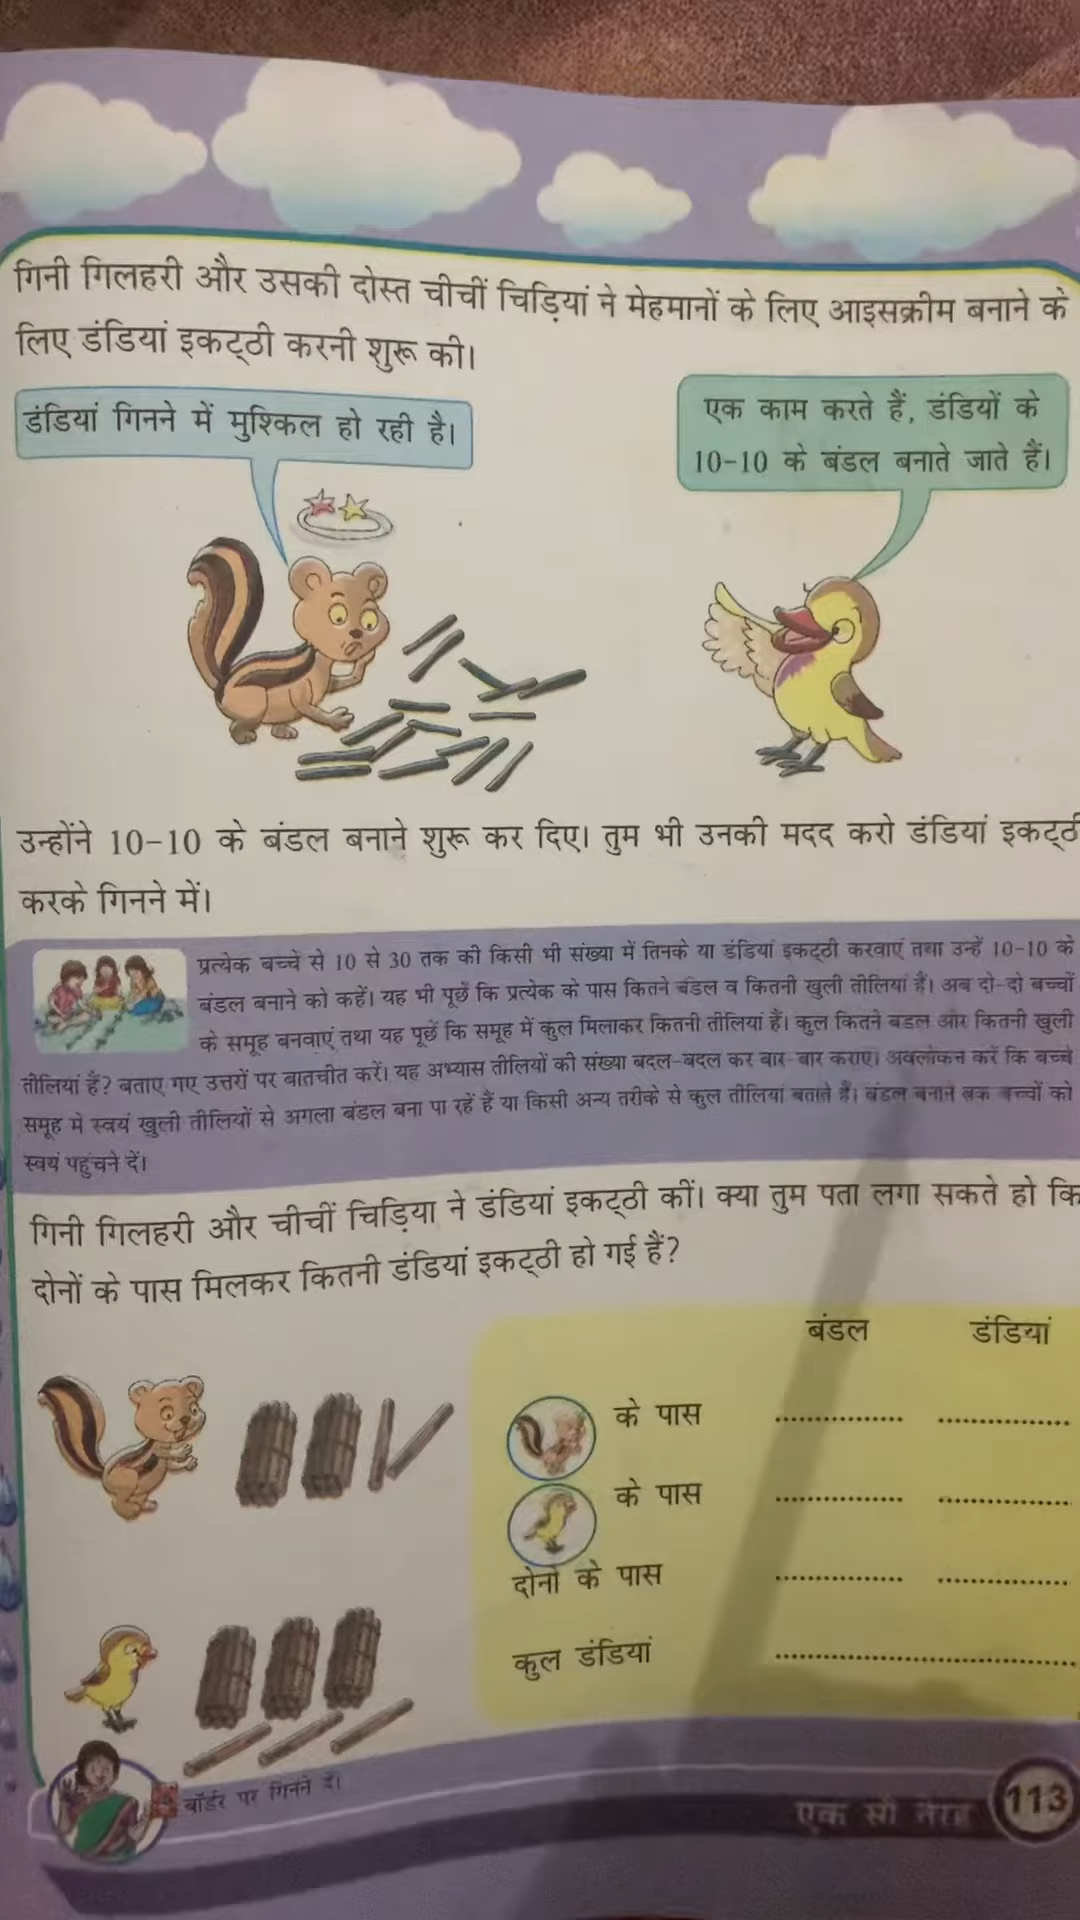 गिनी गिलहरी और उसकी दोस्त चीचीं चिड़ियां ने मेहमानों के लिए आइसक्रीम बनाने के
लिए डंडियां इकट्ठी करनी शुरू की।
डंडियां गिनने में मुश्किल हो रही है।
एक काम करते हैं, डंडियों के
10-10 के बंडल बनाते जाते हैं।
उन्होंने 10-10 के बंडल बनाने शुरू कर दिए। तुम भी उनकी मदद करो डंडियां इकट्ठी
करके गिनने में।
प्रत्येक बच्चे से 10 से 30 तक की किसी भी संख्या में तिनके या डंडियां इकट्ठी करवाएं तथा उन्हें 10-10 के
बंडल बनाने को कहें। यह भी पूछें कि प्रत्येक के पास कितने बंडल व कितनी खुली तीलियां हैं। अब दो-दो बच्चों
के समूह बनवाएं तथा यह पूछें कि समूह में कुल मिलाकर कितनी तीलियां हैं। कुल कितने बंडल और कितनी खुली
तीलियां हैं? बताए गए उत्तरों पर बातचीत करें। यह अभ्यास तीलियों की संख्या बदल-बदल कर बार-बार कराएं। अवलोकन करें कि बच्चे
समूह में स्वयं खुली तीलियों से अगला बंडल बना पा रहें हैं या किसी अन्य तरीके से कुल तीलियां बताते हैं। बंडल बनाने तक बच्चों को
स्वयं पहुंचने दें।
गिनी गिलहरी और चीचीं चिड़िया ने डंडियां इकट्ठी कीं। क्या तुम पता लगा सकते हो कि
दोनों के पास मिलकर कितनी डंडियां इकट्ठी हो गई हैं?
बंडल डंडियां
के पास ............... ...............
के पास ............... ...............
दोनों के पास ............... ...............
कुल डंडियां ...................................
बॉर्डर पर गिनने दें।
एक सौ तेरह 113